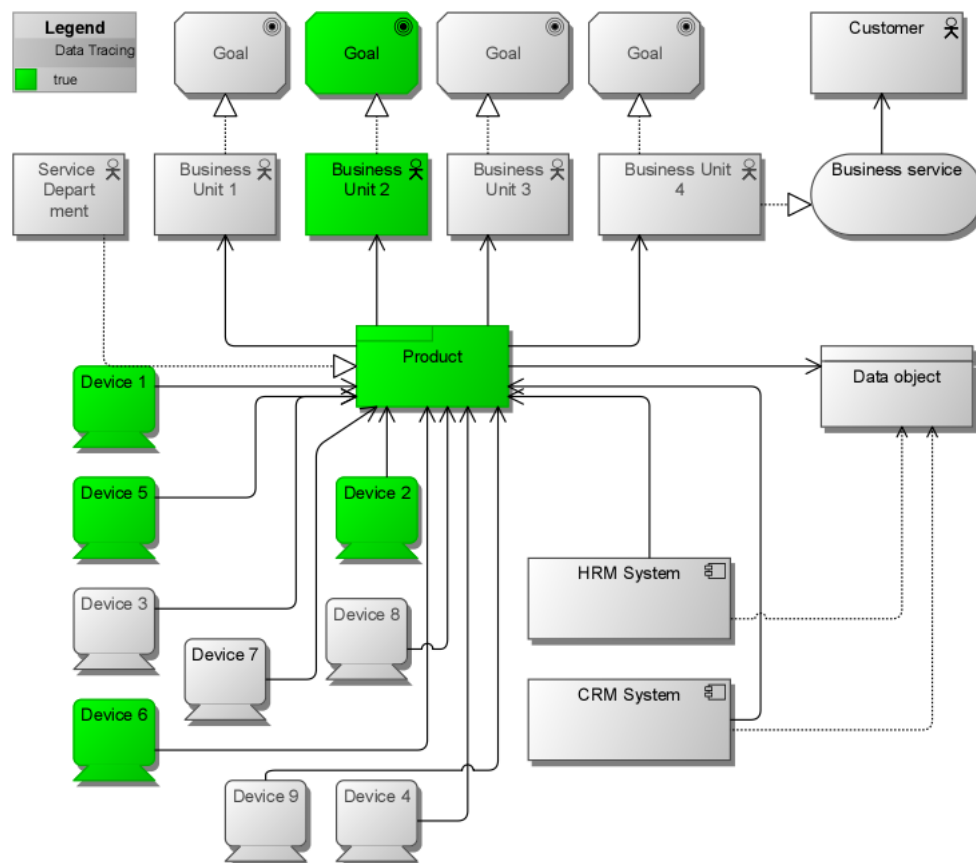 Legend
Data Tracing
true
Goal
Goal
Goal
Goal
Customer
Service
Depart
ment
Business
Unit 1
Business
Unit 2
Business
Unit 3
Business Unit
4
Business service
Product
Data object
Device 1
Device 5
Device 2
Device 3
Device 8
Device 7
HRM System
Device 6
CRM System
Device 9
Device 4